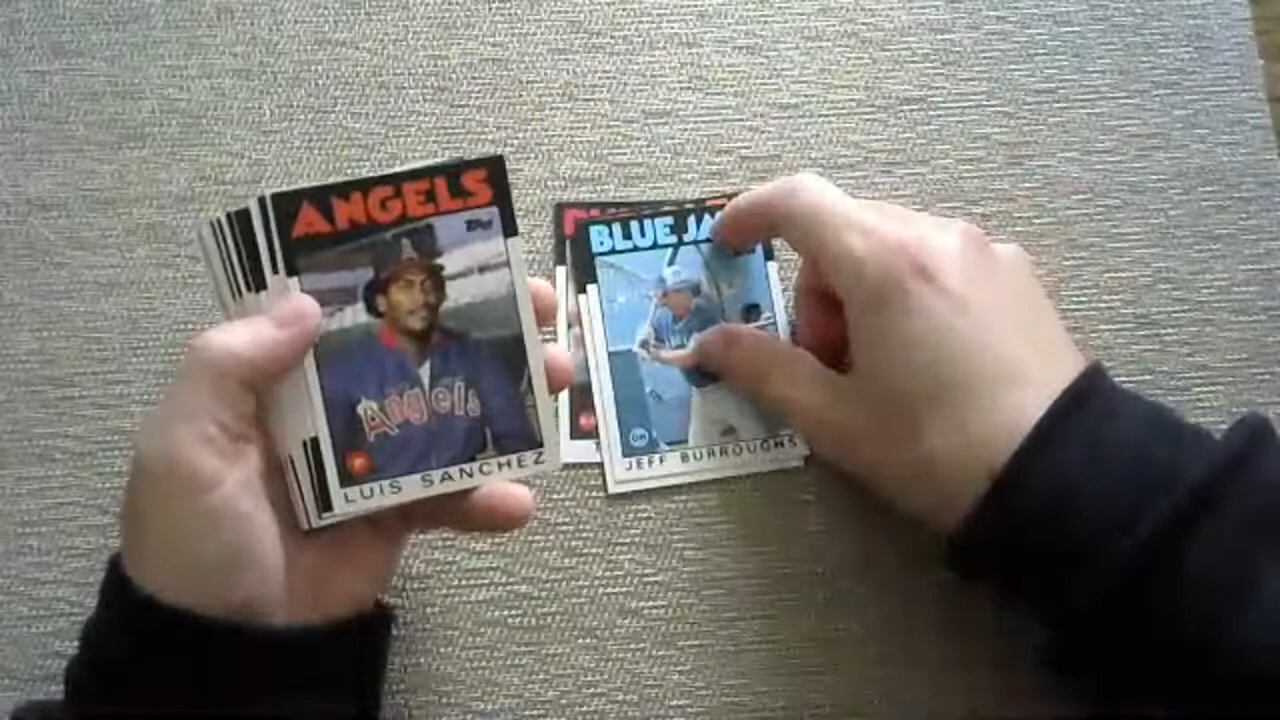 ANGELS
Topps
Angels
LUIS SANCHEZ
BLUE JA
JEFF BURROUGHS